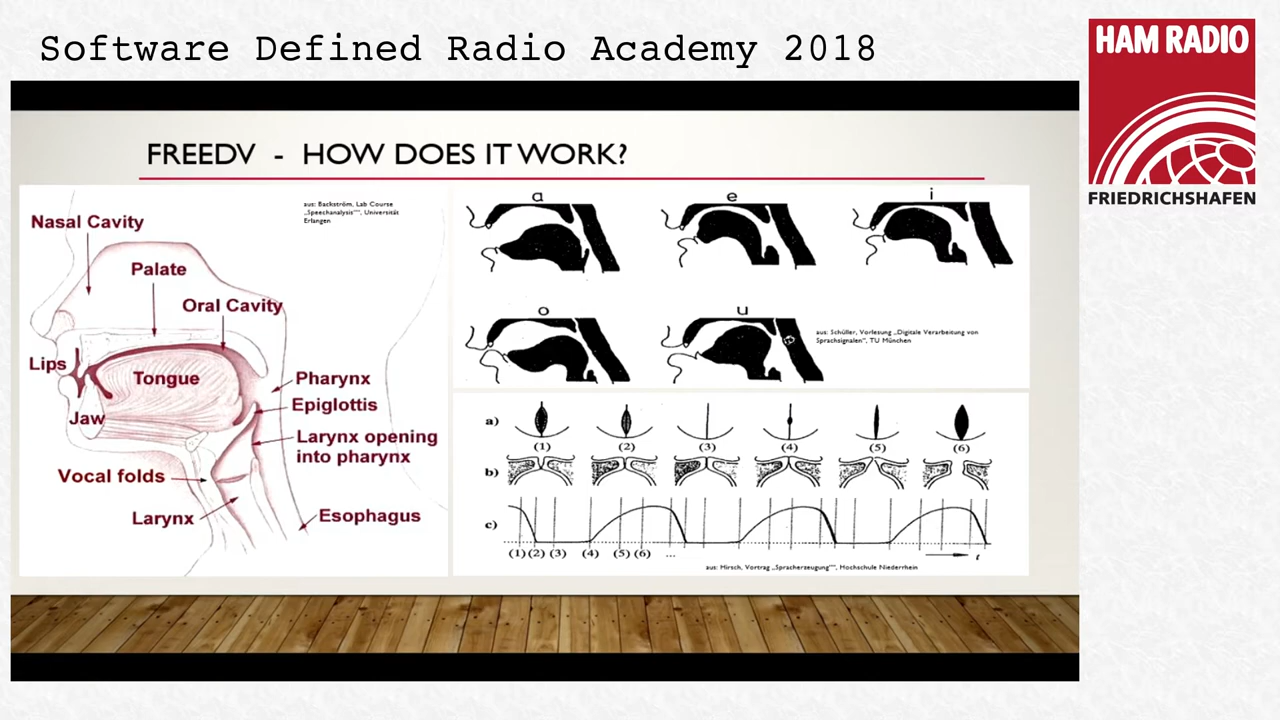 Software Defined Radio Academy 2018
HAM RADIO
FRIEDRICHSHAFEN
FREEDV - HOW DOES IT WORK?
aus: Backström, Lab Course
„Speechanalysis"", Universität
Erlangen
Nasal Cavity
Palate
Oral Cavity
Lips
Tongue
Jaw
Pharynx
Epiglottis
Larynx opening
into pharynx
Vocal folds
Larynx
Esophagus
a e i
o u
aus: Schüller, Vorlesung „Digitale Verarbeitung von
Sprachsignalen", TU München
a)
(1) (2) (3) (4) (5) (6)
b)
c)
(1) (2) (3) (4) (5) (6) ... t
aus: Hirsch, Vortrag „Spracherzeugung"", Hochschule Niederrhein